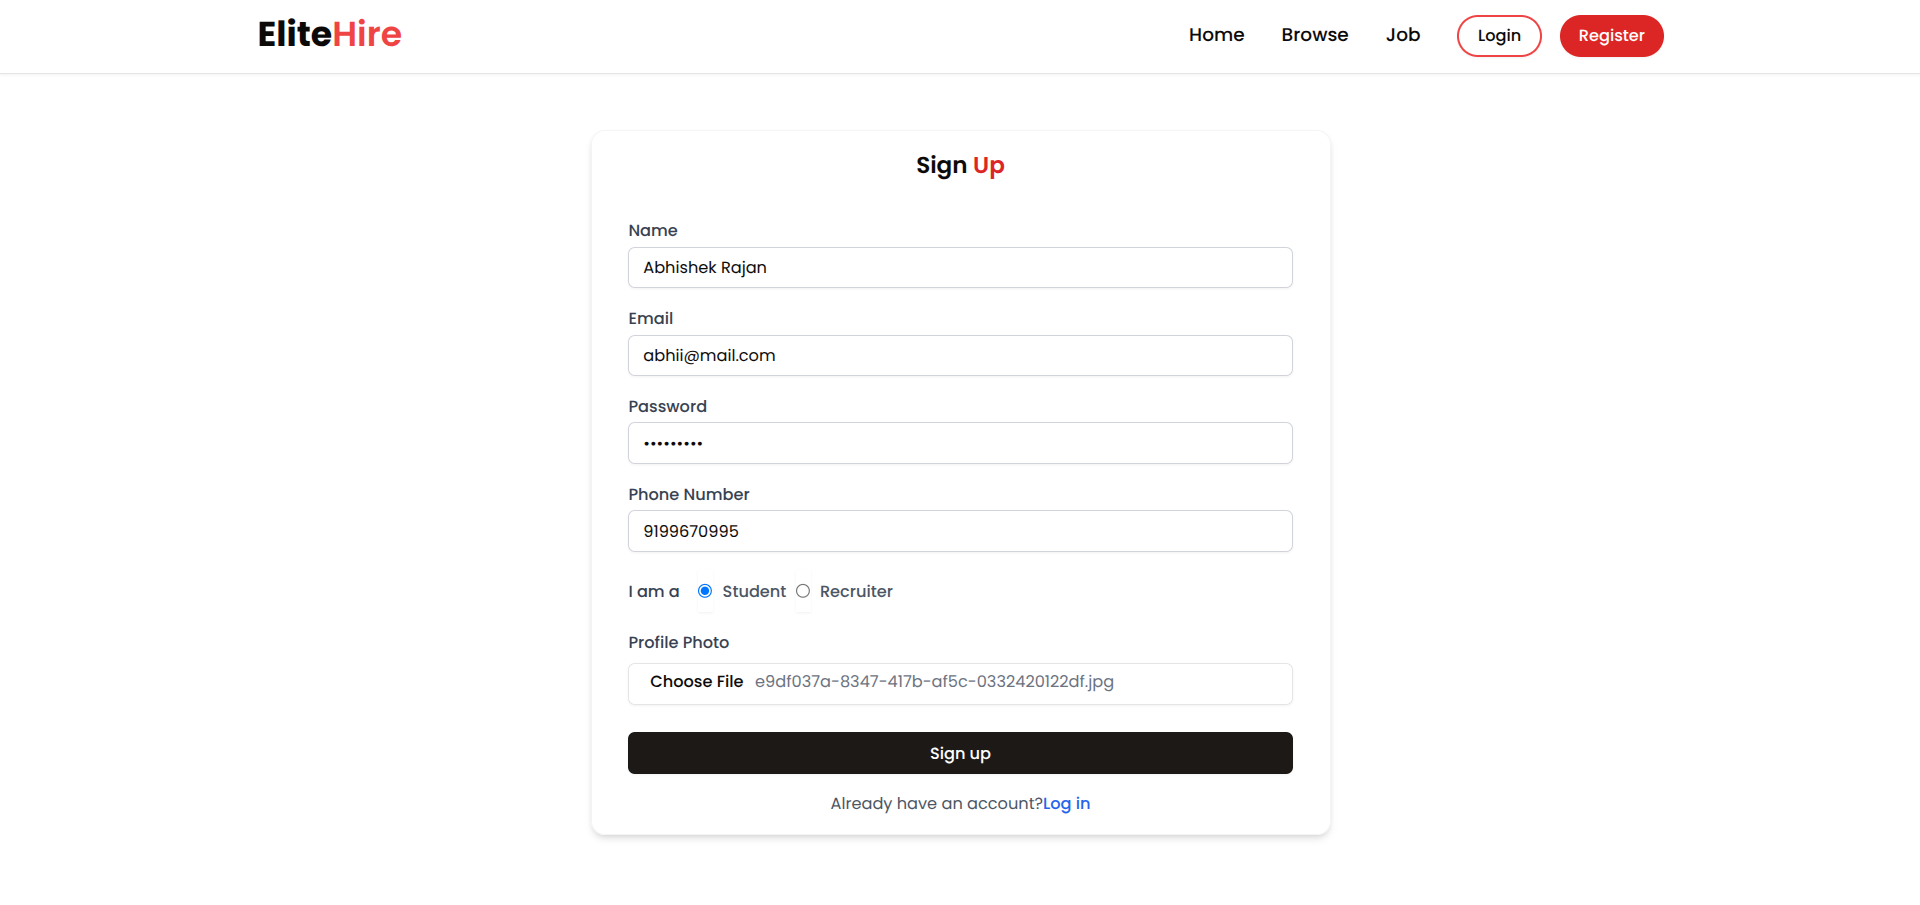 EliteHire
Home Browse Job Login Register
Sign Up
Name
Abhishek Rajan
Email
abhii@mail.com
Password
•••••••••
Phone Number
9199670995
I am a Student Recruiter
Profile Photo
Choose File e9df037a-8347-417b-af5c-0332420122df.jpg
Sign up
Already have an account?Log in